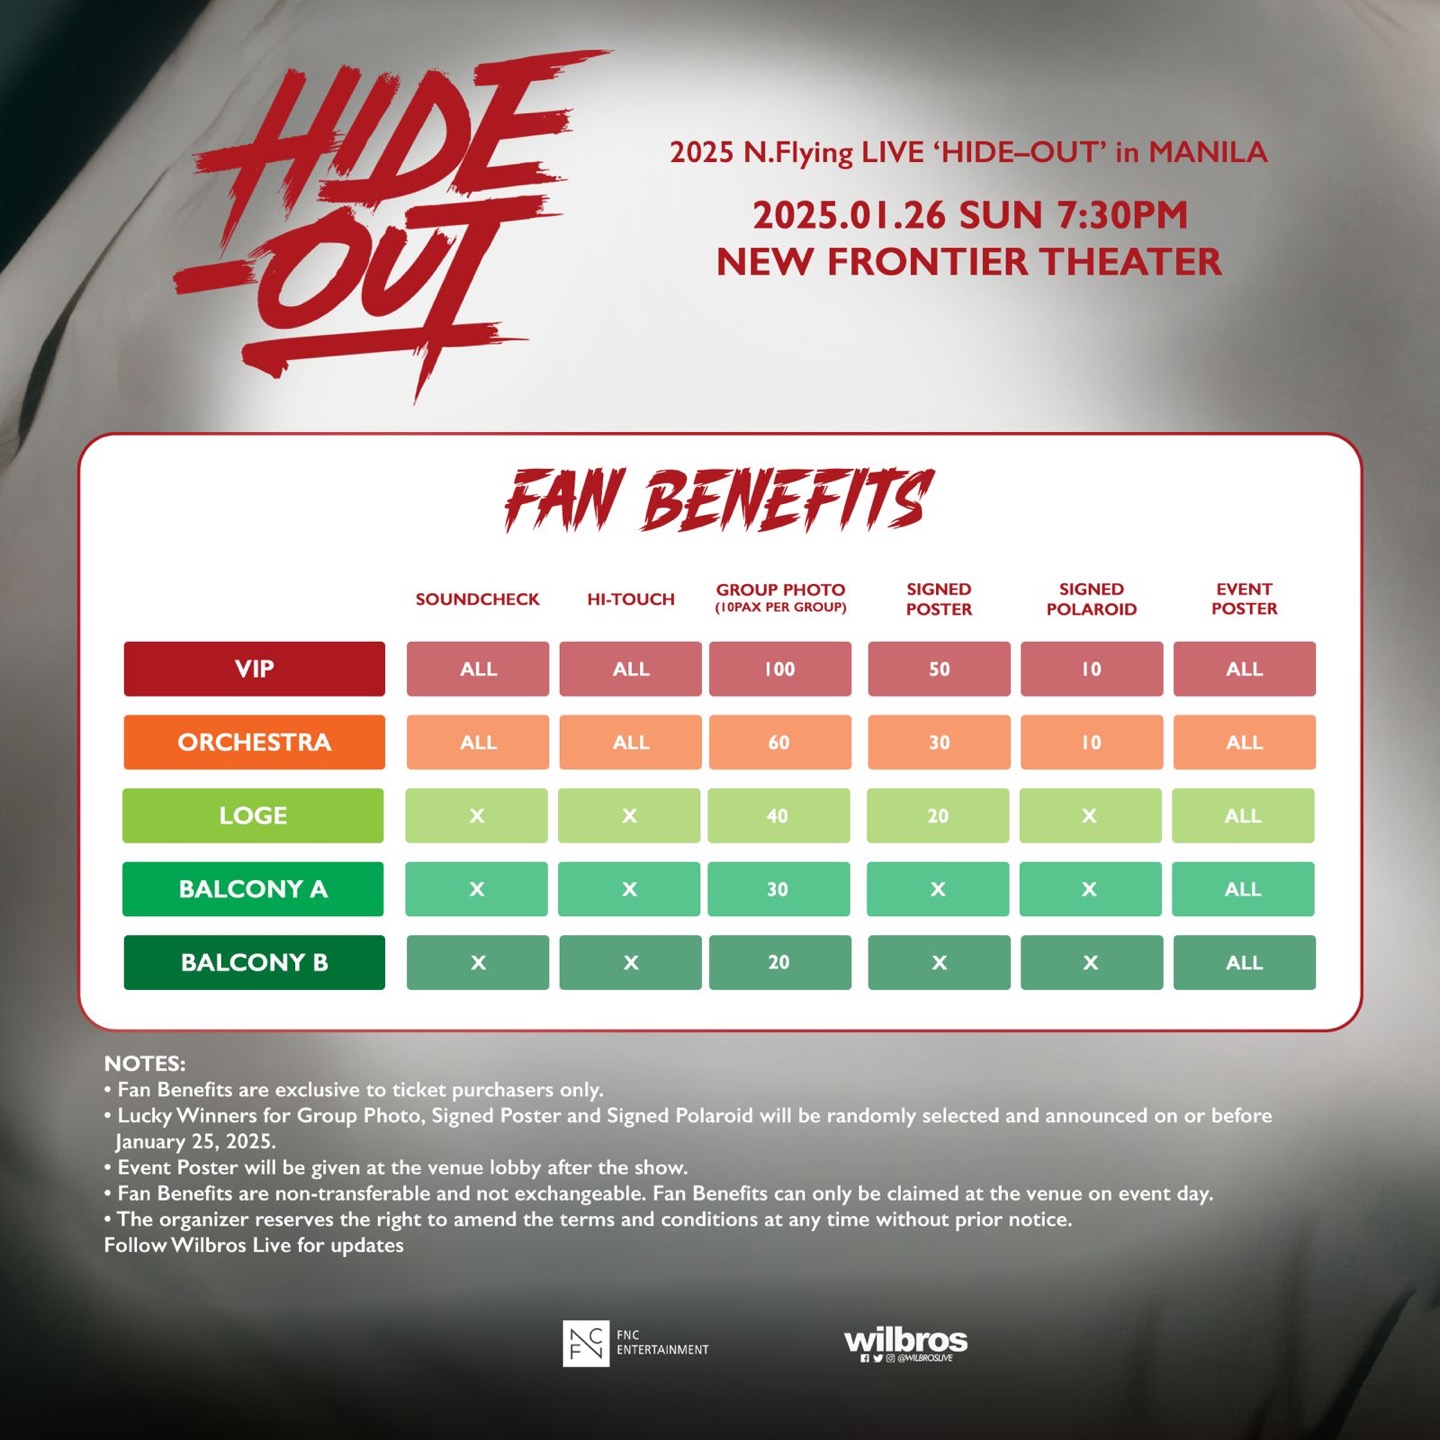 HIDE
-OUT
2025 N.Flying LIVE ‘HIDE–OUT’ in MANILA
2025.01.26 SUN 7:30PM
NEW FRONTIER THEATER
FAN BENEFITS
SOUNDCHECK HI-TOUCH GROUP PHOTO (10PAX PER GROUP) SIGNED POSTER SIGNED POLAROID EVENT POSTER
VIP ALL ALL 100 50 10 ALL
ORCHESTRA ALL ALL 60 30 10 ALL
LOGE X X 40 20 X ALL
BALCONY A X X 30 X X ALL
BALCONY B X X 20 X X ALL
NOTES:
• Fan Benefits are exclusive to ticket purchasers only.
• Lucky Winners for Group Photo, Signed Poster and Signed Polaroid will be randomly selected and announced on or before
January 25, 2025.
• Event Poster will be given at the venue lobby after the show.
• Fan Benefits are non-transferable and not exchangeable. Fan Benefits can only be claimed at the venue on event day.
• The organizer reserves the right to amend the terms and conditions at any time without prior notice.
Follow Wilbros Live for updates
NC
FN
FNC
ENTERTAINMENT
wilbros
@WILBROSLIVE